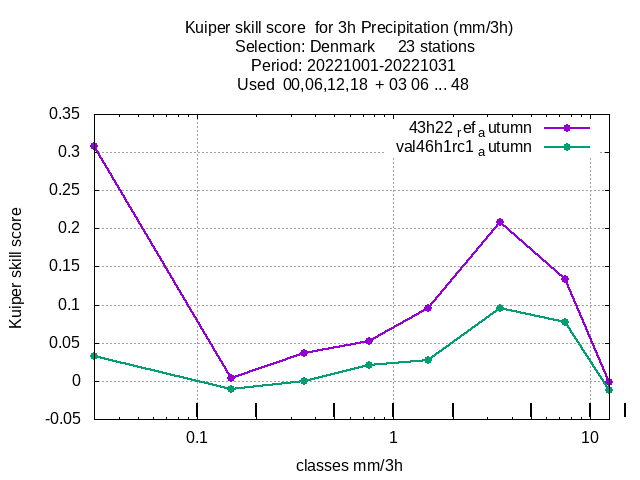 Kuiper skill score  for 3h Precipitation (mm/3h)
Selection: Denmark     23 stations
Period: 20221001-20221031
Used  00,06,12,18  + 03 06 ... 48
43h22 ref a utumn
val46h1rc1 a utumn
0.35
0.3
0.25
0.2
0.15
0.1
0.05
0
-0.05
Kuiper skill score
0.1 1 10
classes mm/3h